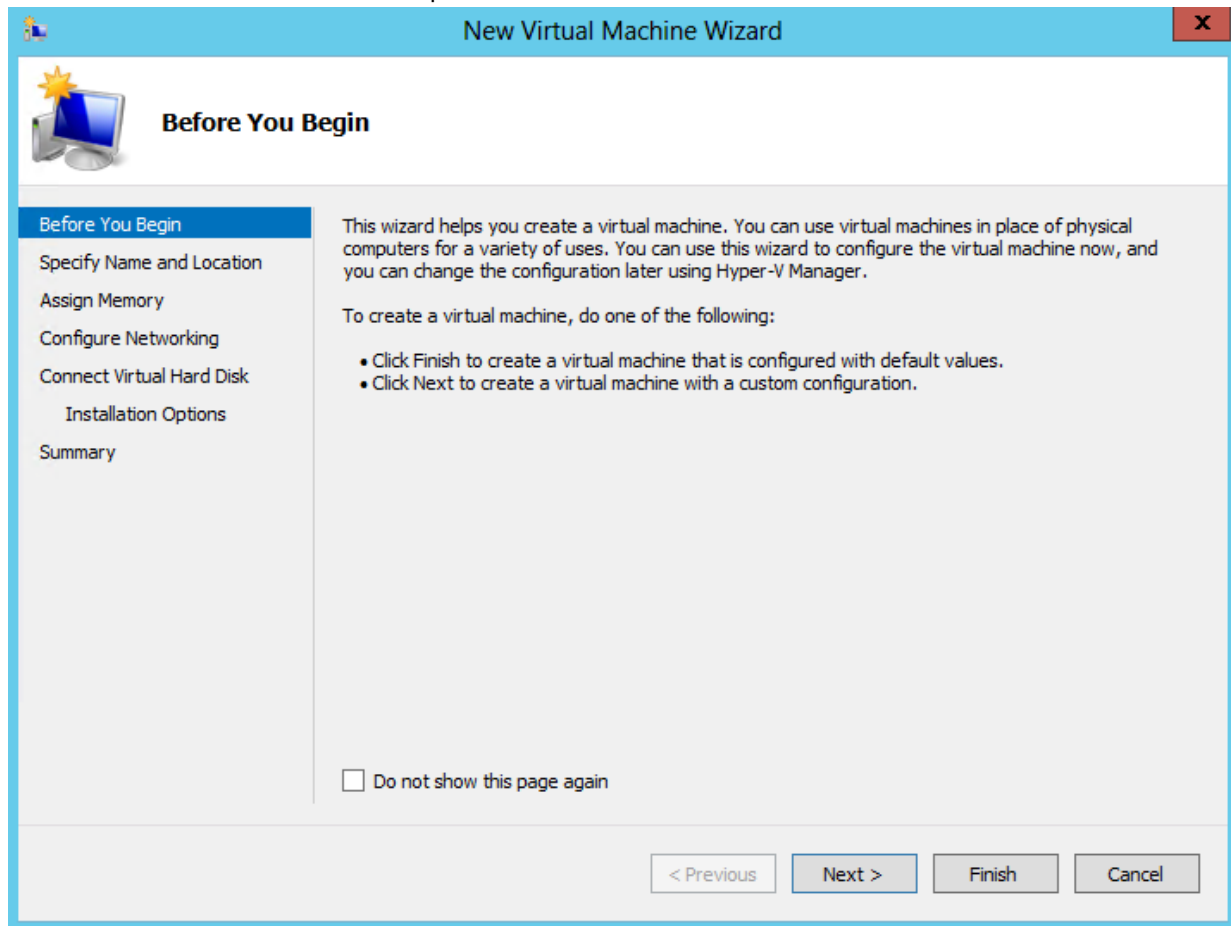 New Virtual Machine Wizard
x
Before You Begin
Before You Begin
Specify Name and Location
Assign Memory
Configure Networking
Connect Virtual Hard Disk
Installation Options
Summary
This wizard helps you create a virtual machine. You can use virtual machines in place of physical
computers for a variety of uses. You can use this wizard to configure the virtual machine now, and
you can change the configuration later using Hyper-V Manager.
To create a virtual machine, do one of the following:
• Click Finish to create a virtual machine that is configured with default values.
• Click Next to create a virtual machine with a custom configuration.
Do not show this page again
< Previous Next > Finish Cancel